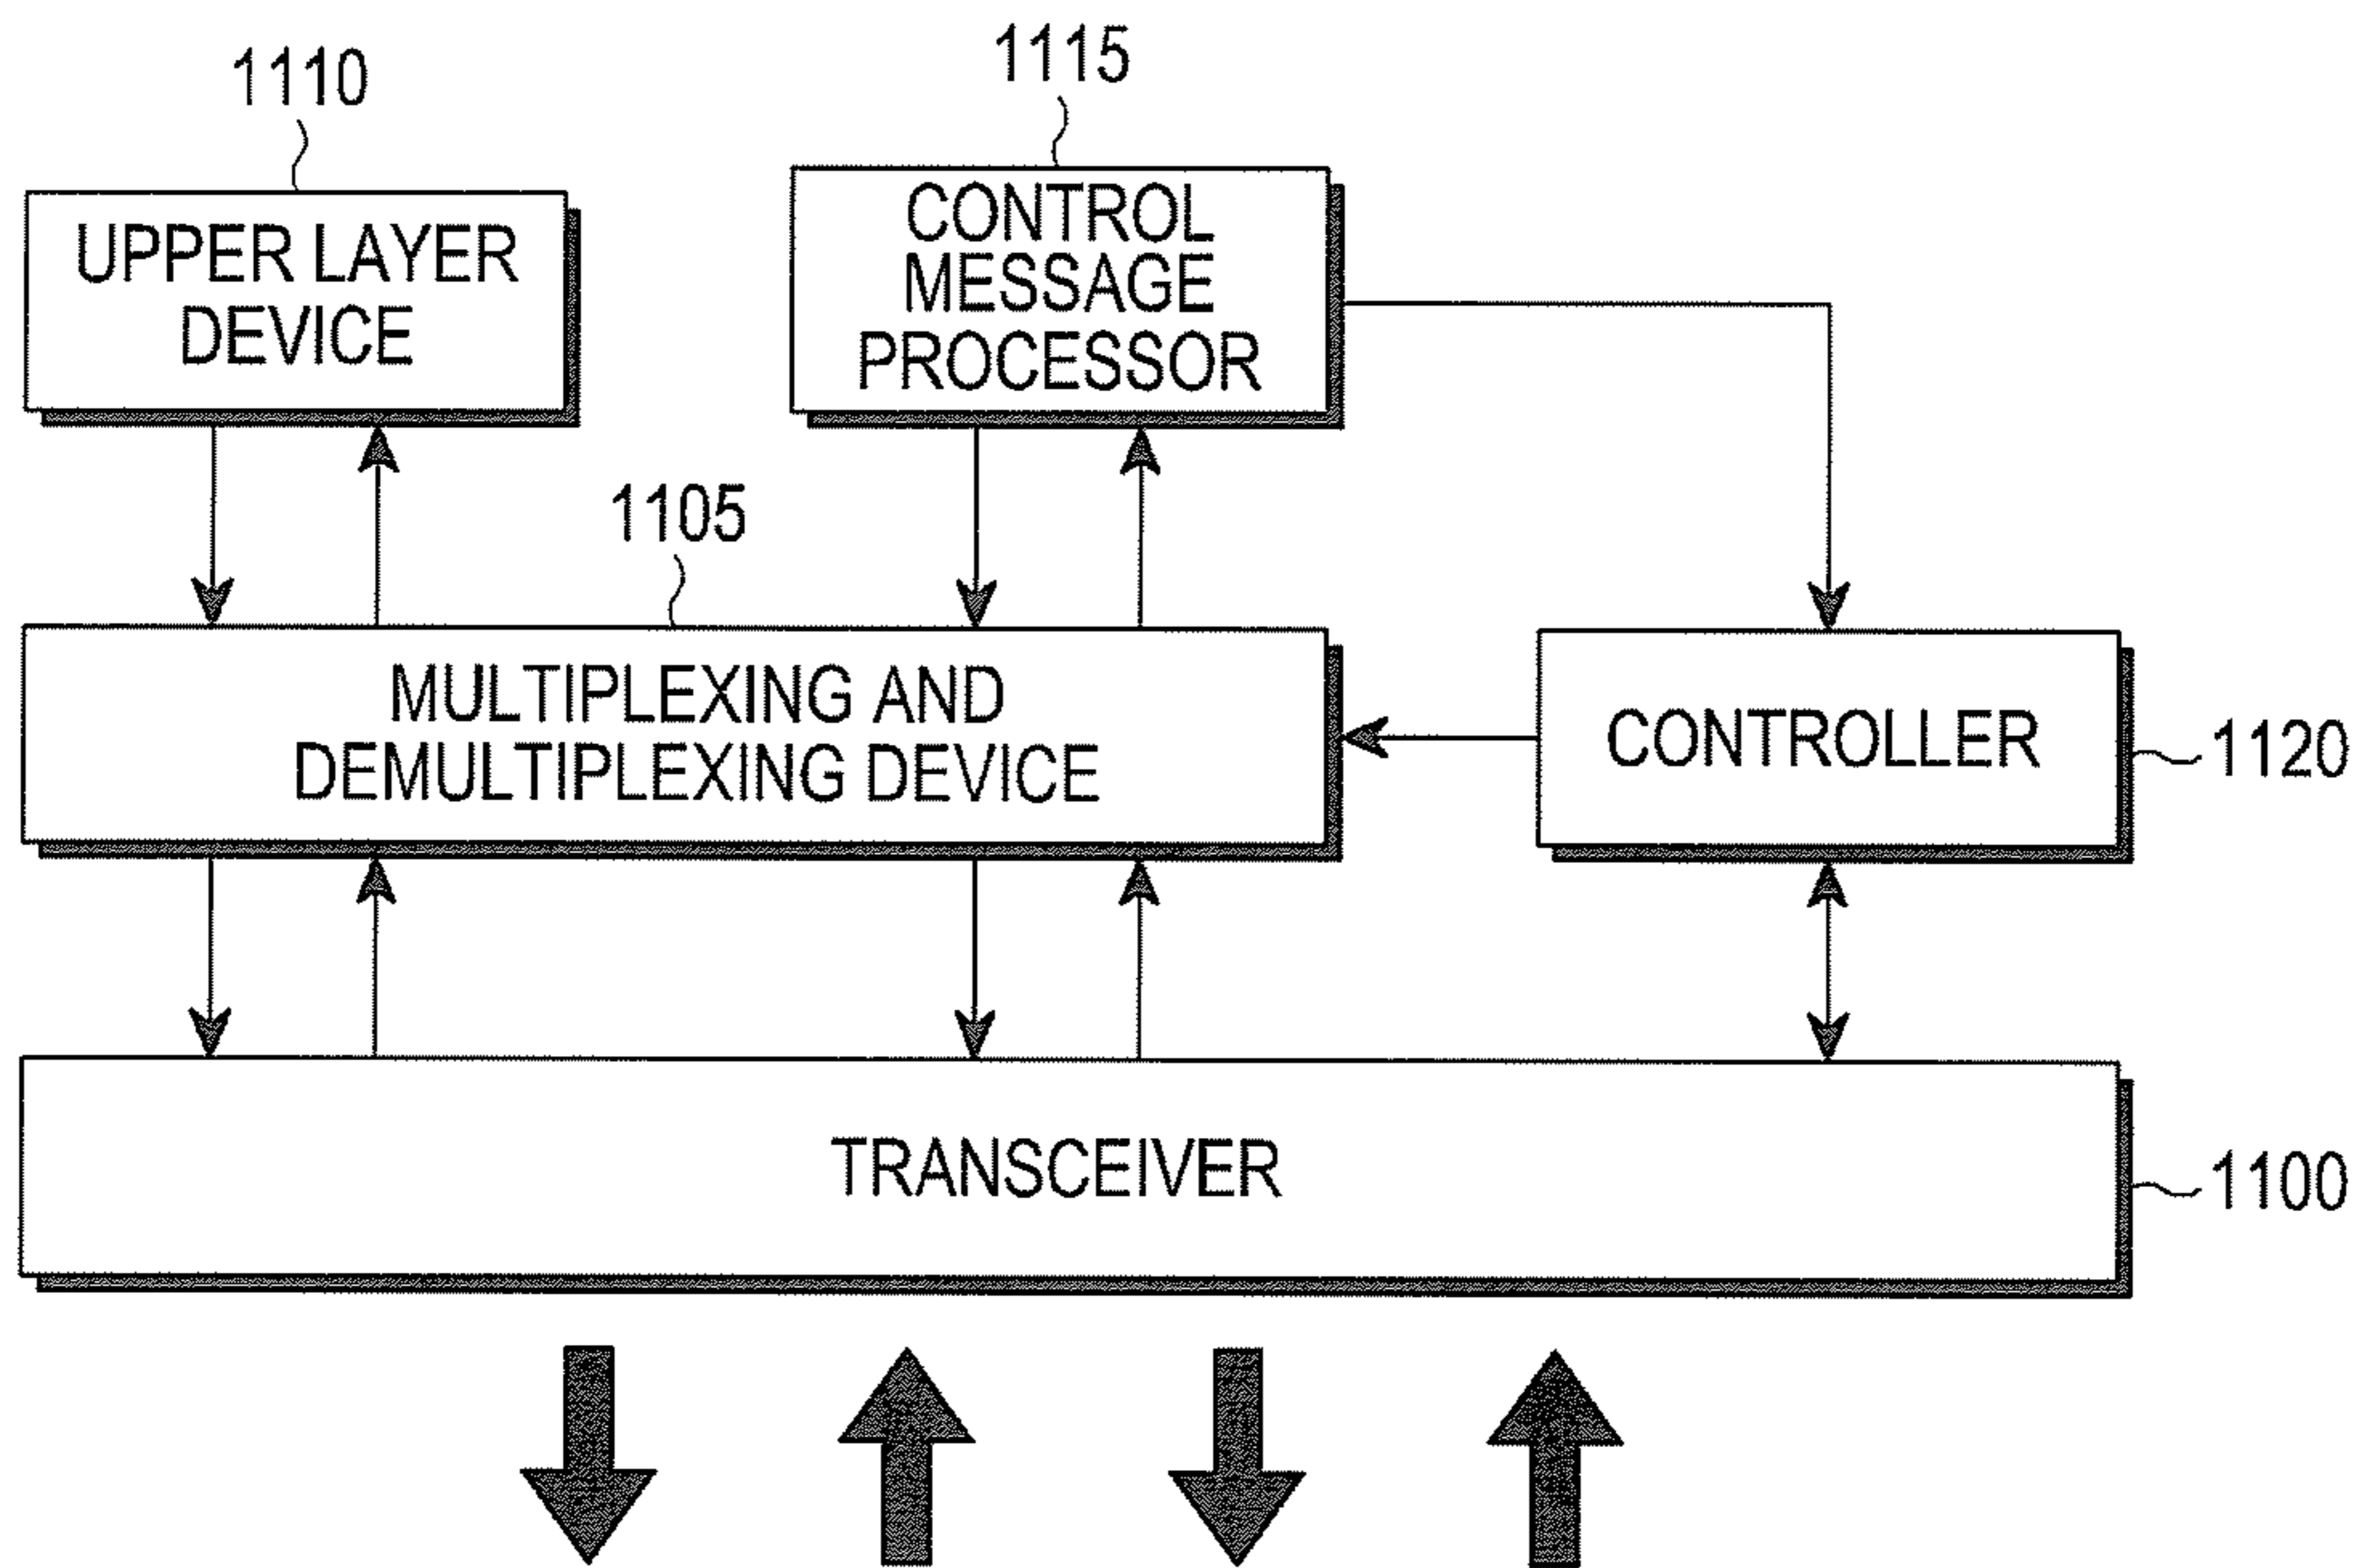 1110
1115
UPPER LAYER
DEVICE
CONTROL
MESSAGE
PROCESSOR
1105
MULTIPLEXING AND
DEMULTIPLEXING DEVICE
CONTROLLER
1120
TRANSCEIVER
1100